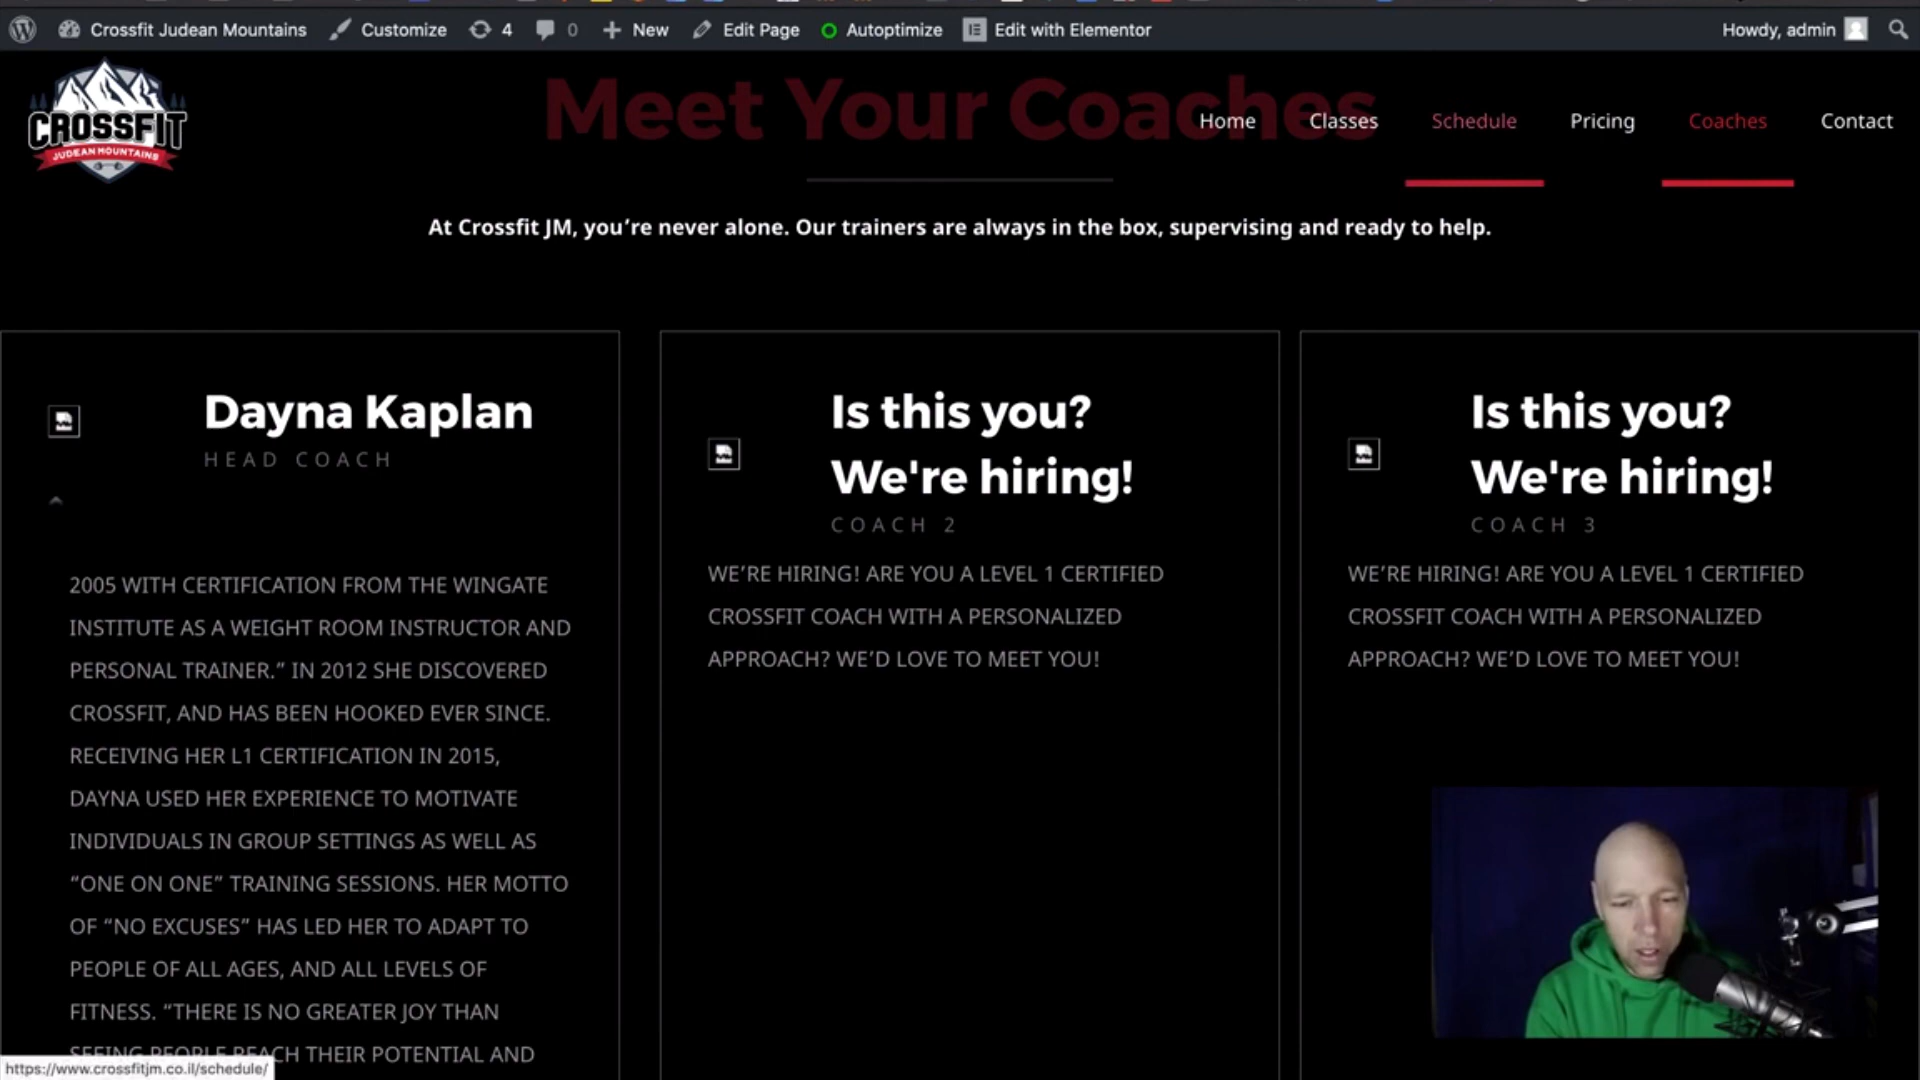 Crossfit Judean Mountains Customize 4 0 New Edit Page Autoptimize Edit with Elementor Howdy, admin
CROSSFIT
JUDEAN MOUNTAINS
Meet Your Coaches
Home Classes Schedule Pricing Coaches Contact
At Crossfit JM, you’re never alone. Our trainers are always in the box, supervising and ready to help.
Dayna Kaplan
HEAD COACH
2005 WITH CERTIFICATION FROM THE WINGATE
INSTITUTE AS A WEIGHT ROOM INSTRUCTOR AND
PERSONAL TRAINER.” IN 2012 SHE DISCOVERED
CROSSFIT, AND HAS BEEN HOOKED EVER SINCE.
RECEIVING HER L1 CERTIFICATION IN 2015,
DAYNA USED HER EXPERIENCE TO MOTIVATE
INDIVIDUALS IN GROUP SETTINGS AS WELL AS
“ONE ON ONE” TRAINING SESSIONS. HER MOTTO
OF “NO EXCUSES” HAS LED HER TO ADAPT TO
PEOPLE OF ALL AGES, AND ALL LEVELS OF
FITNESS. “THERE IS NO GREATER JOY THAN
SEEING PEOPLE REACH THEIR POTENTIAL AND
Is this you?
We're hiring!
COACH 2
WE’RE HIRING! ARE YOU A LEVEL 1 CERTIFIED
CROSSFIT COACH WITH A PERSONALIZED
APPROACH? WE’D LOVE TO MEET YOU!
Is this you?
We're hiring!
COACH 3
WE’RE HIRING! ARE YOU A LEVEL 1 CERTIFIED
CROSSFIT COACH WITH A PERSONALIZED
APPROACH? WE’D LOVE TO MEET YOU!
https://www.crossfitjm.co.il/schedule/